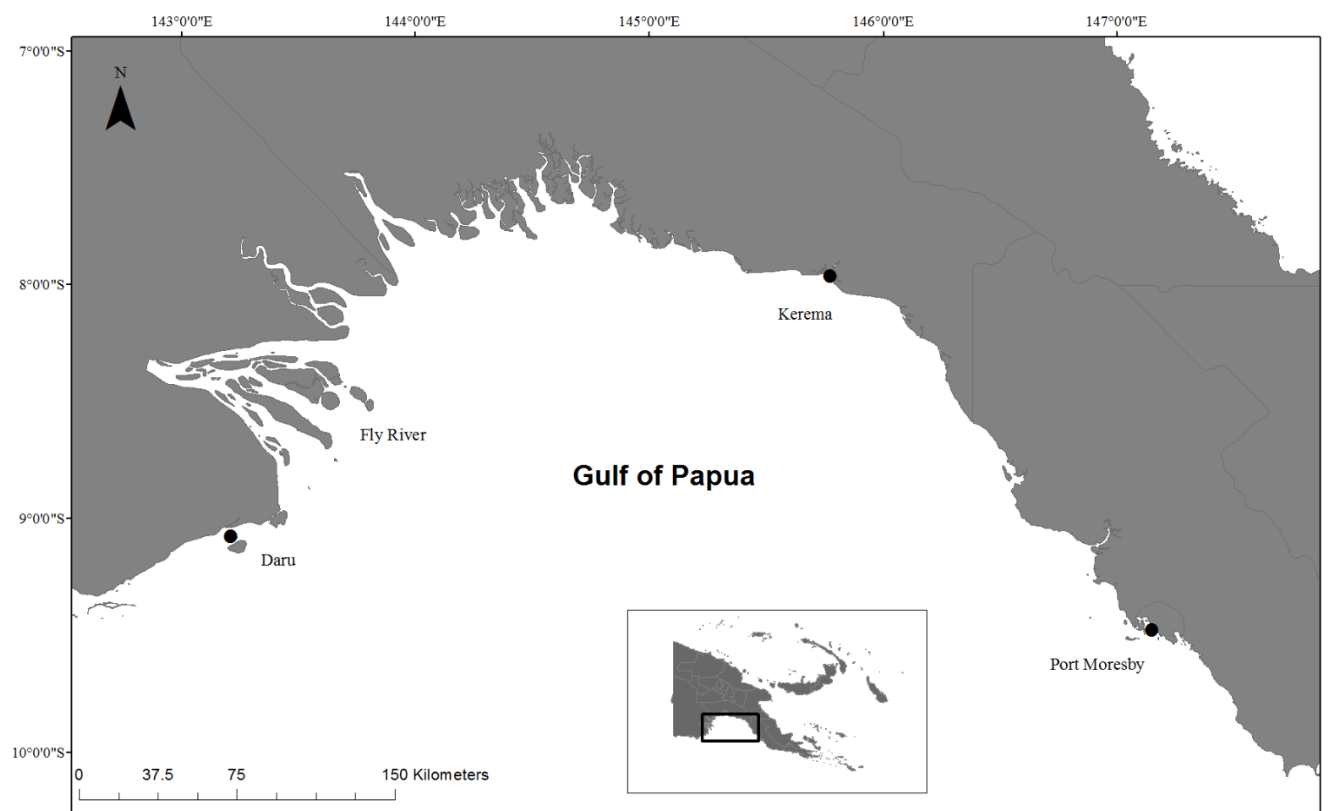 143°0'0"E 144°0'0"E 145°0'0"E 146°0'0"E 147°0'0"E
7°0'0"S
N
8°0'0"S
Kerema
Fly River
Gulf of Papua
9°0'0"S
Daru
Port Moresby
10°0'0"S
0 37.5 75 150 Kilometers